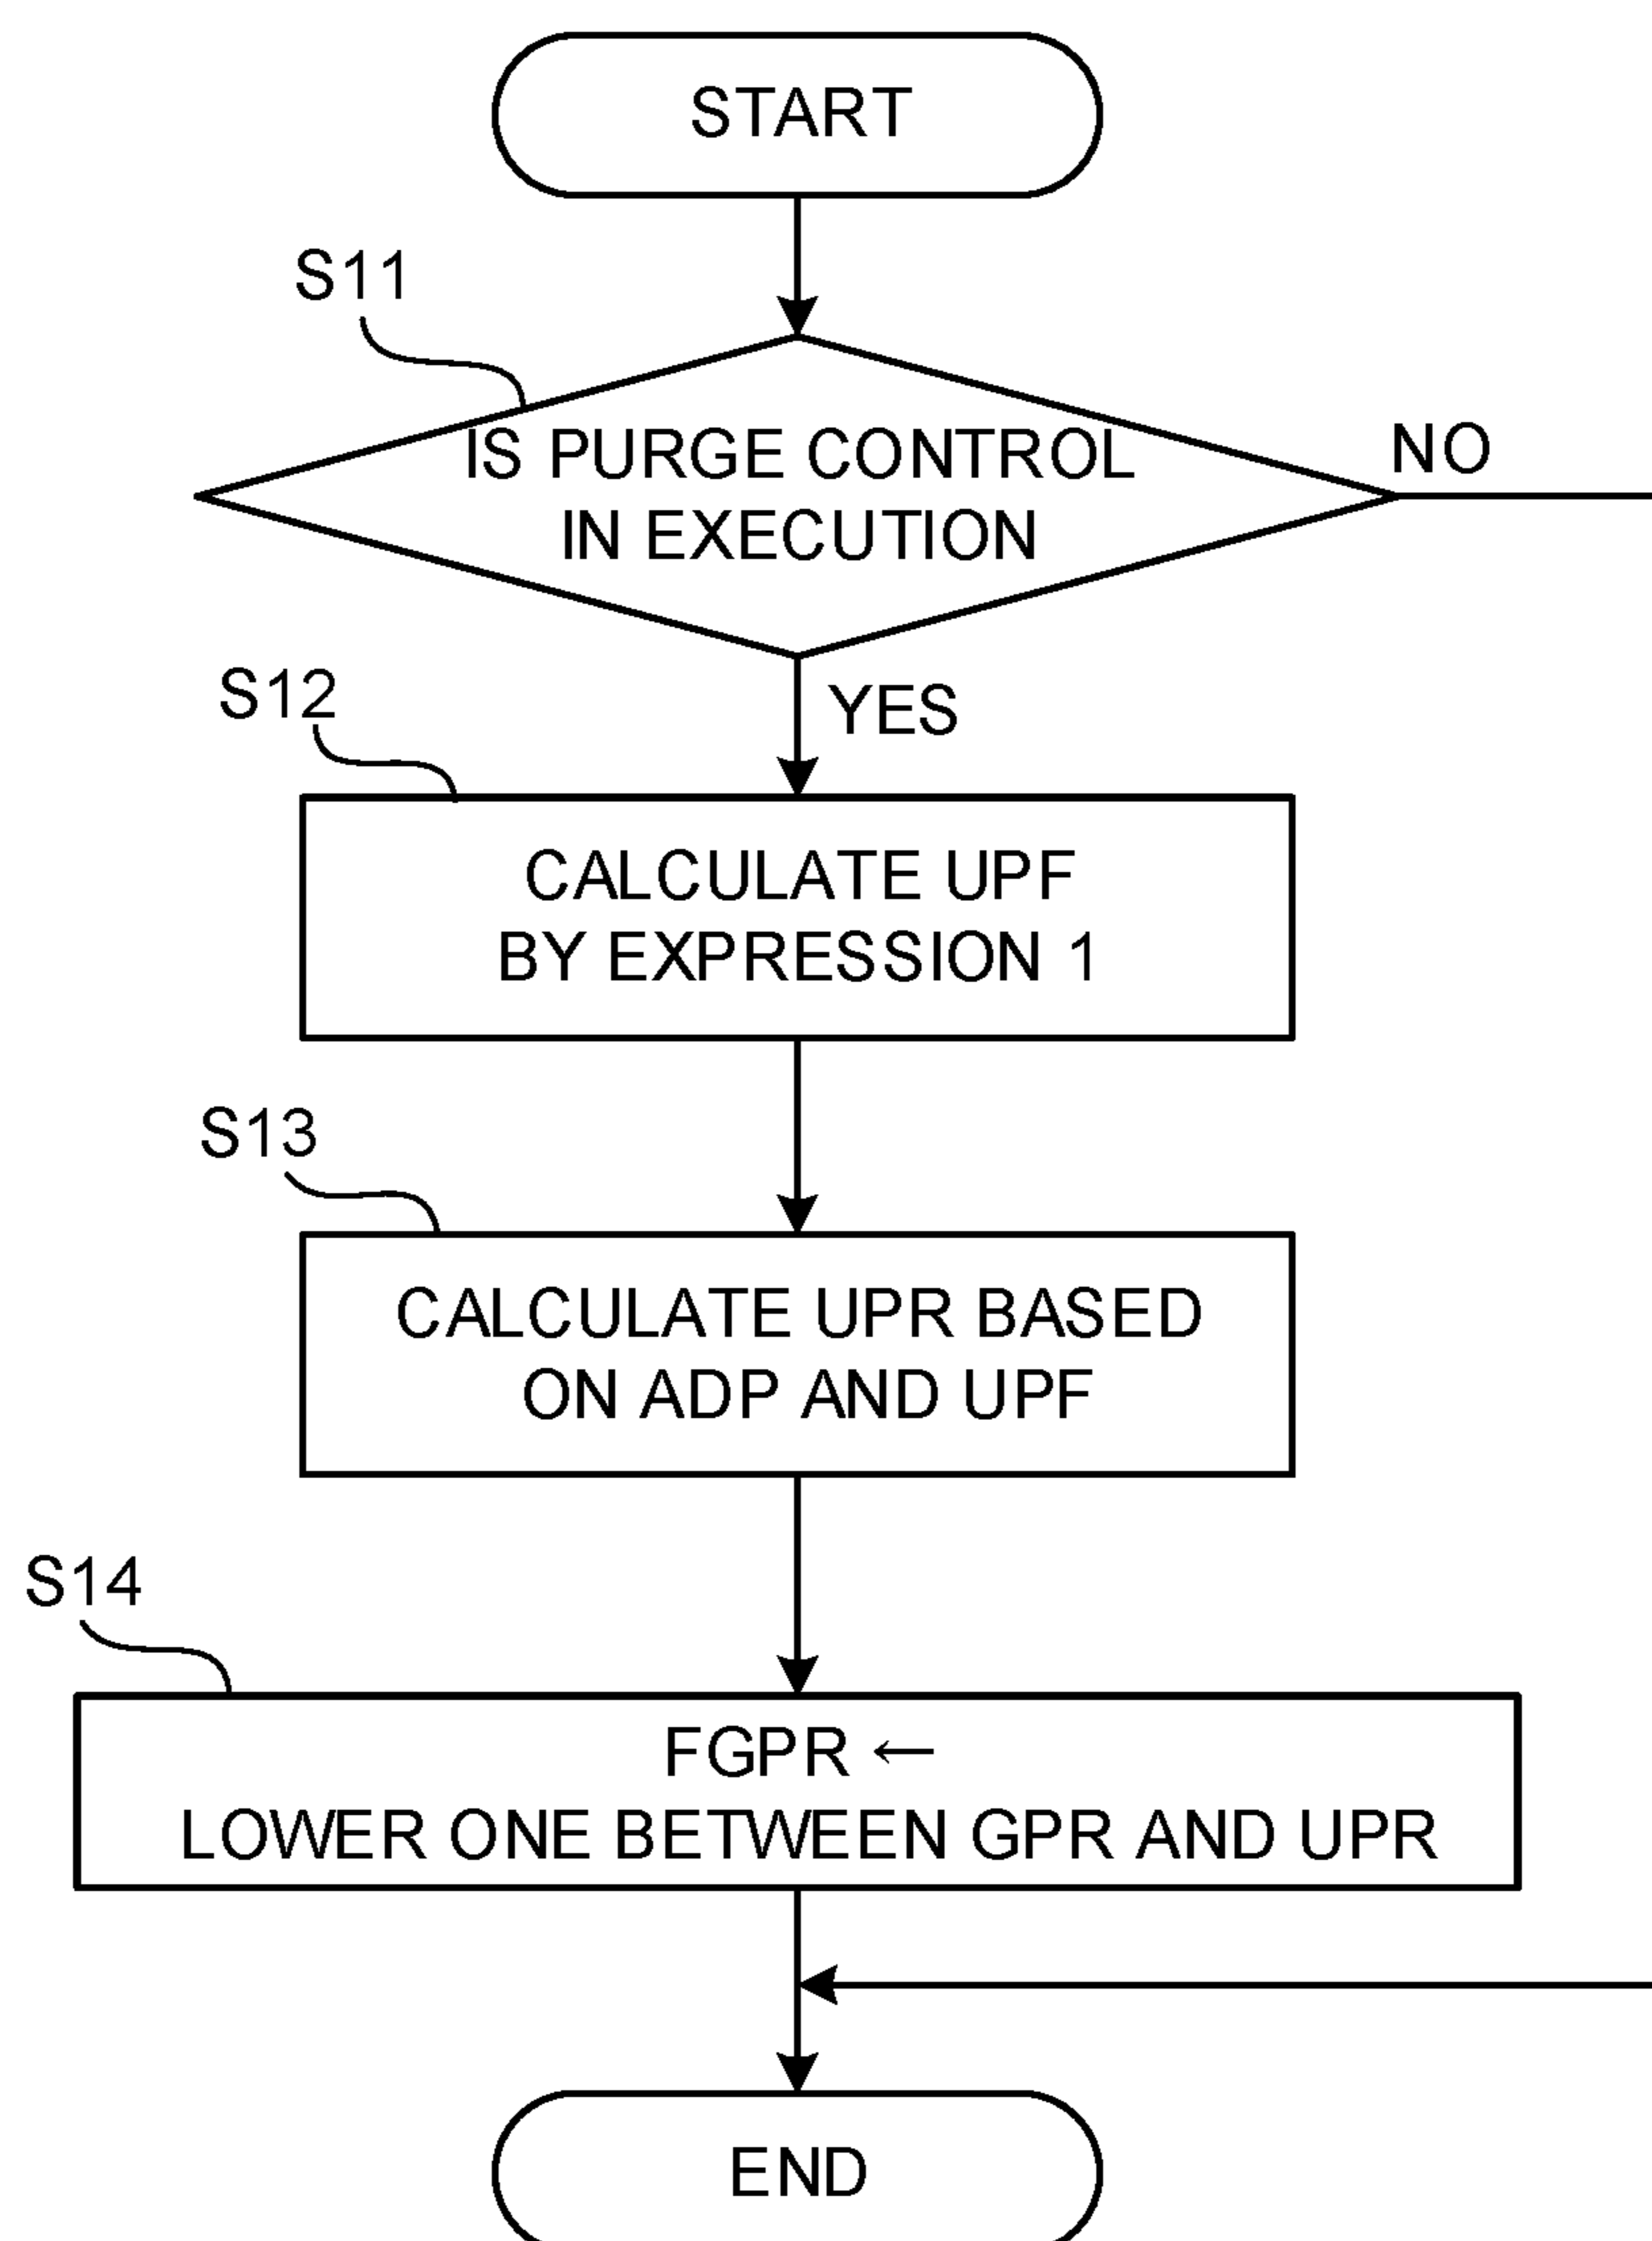 START
S11
IS PURGE CONTROL
IN EXECUTION
NO
YES
S12
CALCULATE UPF
BY EXPRESSION 1
S13
CALCULATE UPR BASED
ON ADP AND UPF
S14
FGPR ←
LOWER ONE BETWEEN GPR AND UPR
END